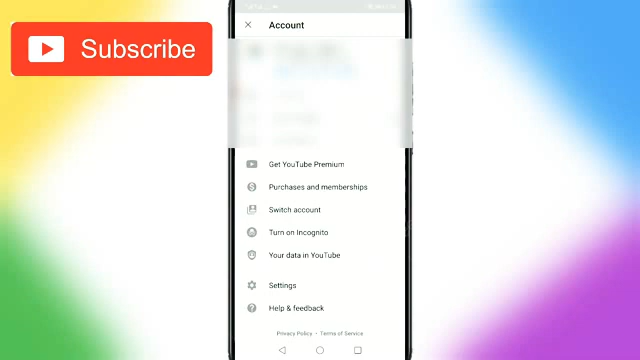 Subscribe
Account
Get YouTube Premium
Purchases and memberships
Switch account
Turn on Incognito
Your data in YouTube
Settings
Help & feedback
Privacy Policy • Terms of Service